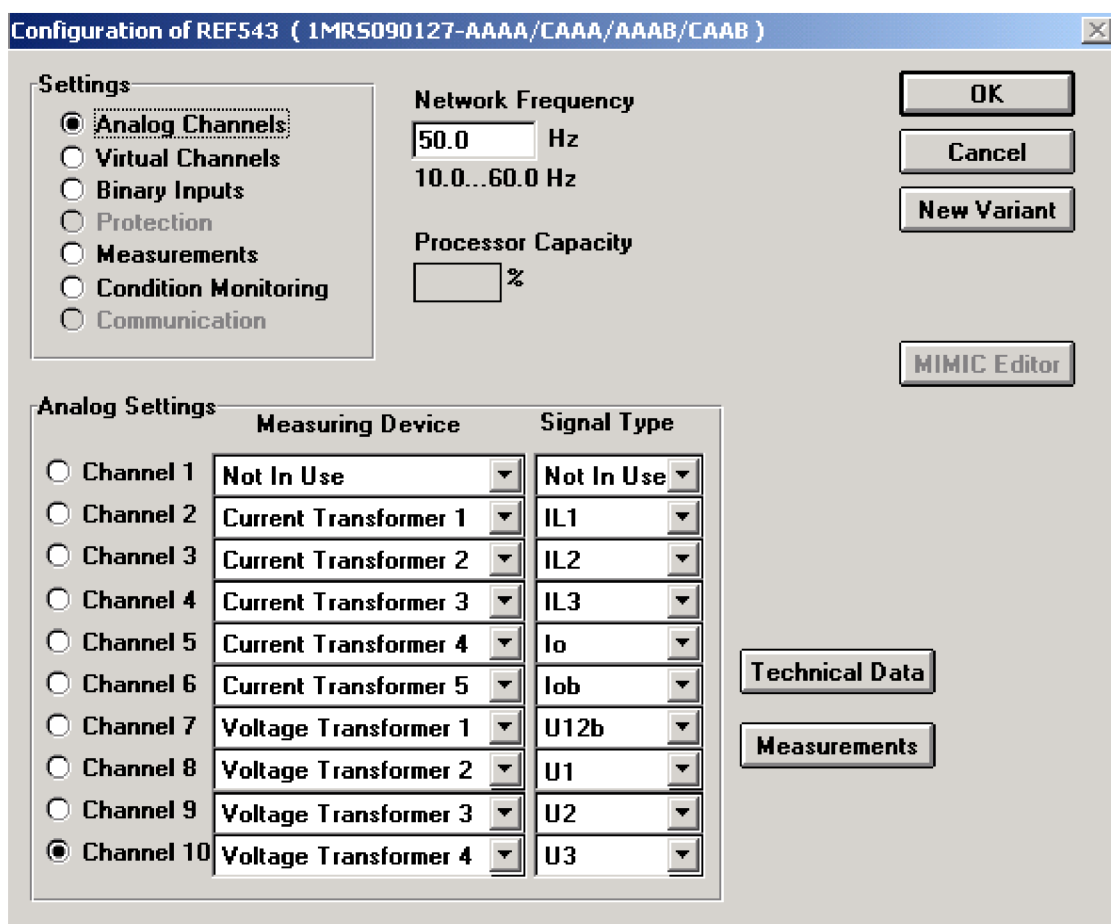 Configuration of REF543 ( 1MRS090127-AAAA/CAAA/AAAB/CAAB )
Settings
Analog Channels
Virtual Channels
Binary Inputs
Protection
Measurements
Condition Monitoring
Communication
Network Frequency
50.0 Hz
10.0...60.0 Hz
Processor Capacity
%
OK
Cancel
New Variant
MIMIC Editor
Analog Settings
Measuring Device Signal Type
Channel 1 Not In Use Not In Use
Channel 2 Current Transformer 1 IL1
Channel 3 Current Transformer 2 IL2
Channel 4 Current Transformer 3 IL3
Channel 5 Current Transformer 4 Io
Channel 6 Current Transformer 5 Iob
Channel 7 Voltage Transformer 1 U12b
Channel 8 Voltage Transformer 2 U1
Channel 9 Voltage Transformer 3 U2
Channel 10 Voltage Transformer 4 U3
Technical Data
Measurements